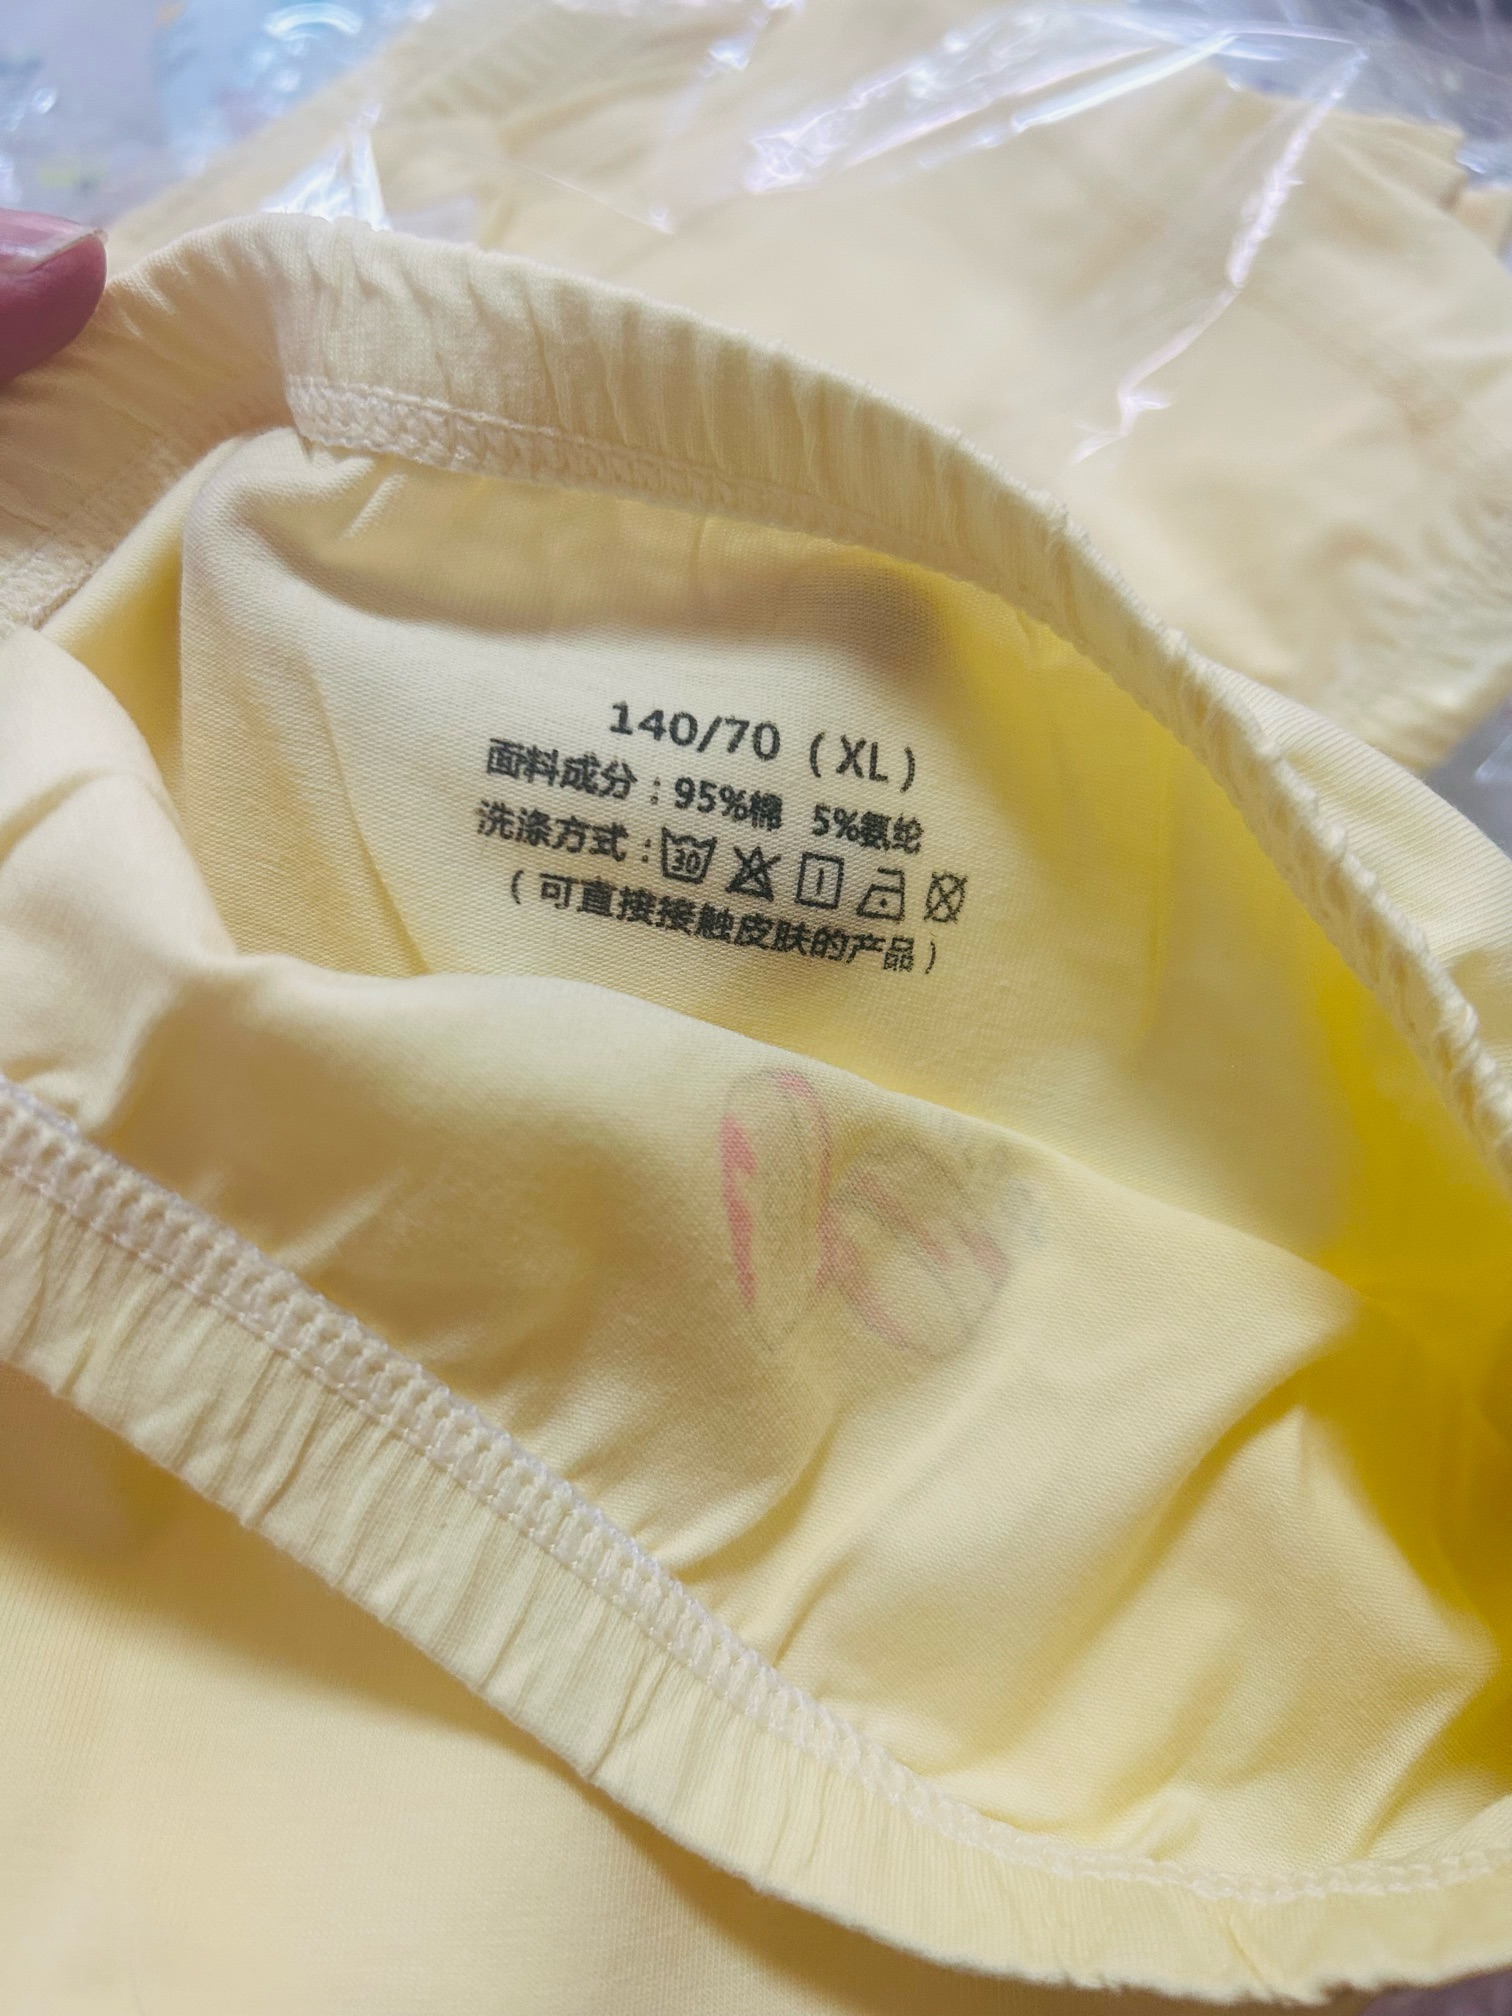 140/70 (XL)
面料成分：95%棉 5%氨纶
洗涤方式：30
（可直接接触皮肤的产品）